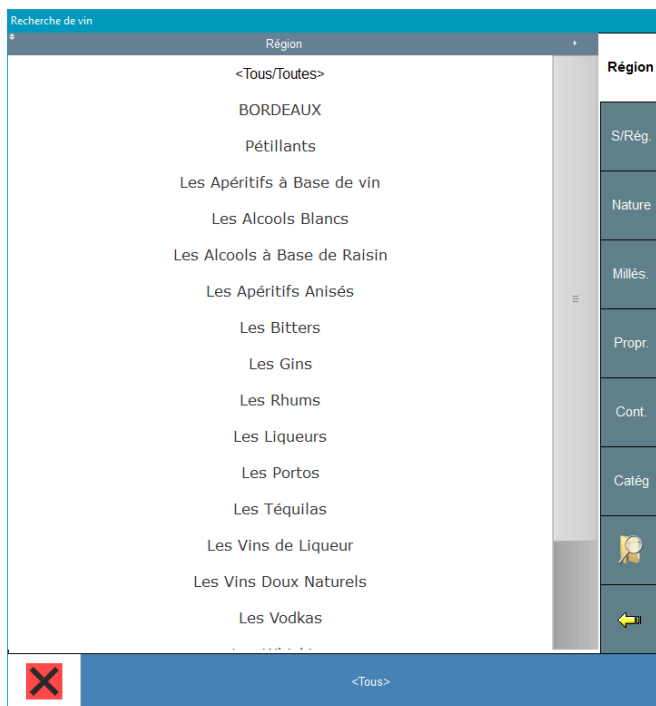 Recherche de vin
Région
<Tous/Toutes>
BORDEAUX
Pétillants
Les Apéritifs à Base de vin
Les Alcools Blancs
Les Alcools à Base de Raisin
Les Apéritifs Anisés
Les Bitters
Les Gins
Les Rhums
Les Liqueurs
Les Portos
Les Téquilas
Les Vins de Liqueur
Les Vins Doux Naturels
Les Vodkas
Région
S/Rég.
Nature
Millés.
Propr.
Cont.
Catég
<Tous>